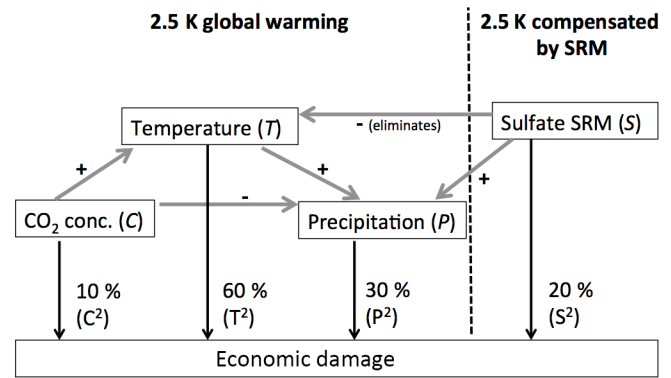 2.5 K global warming
2.5 K compensated
by SRM
Temperature (T)
- (eliminates)
Sulfate SRM (S)
+
+
+
-
CO₂ conc. (C)
Precipitation (P)
10 %
(C²)
60 %
(T²)
30 %
(P²)
20 %
(S²)
Economic damage